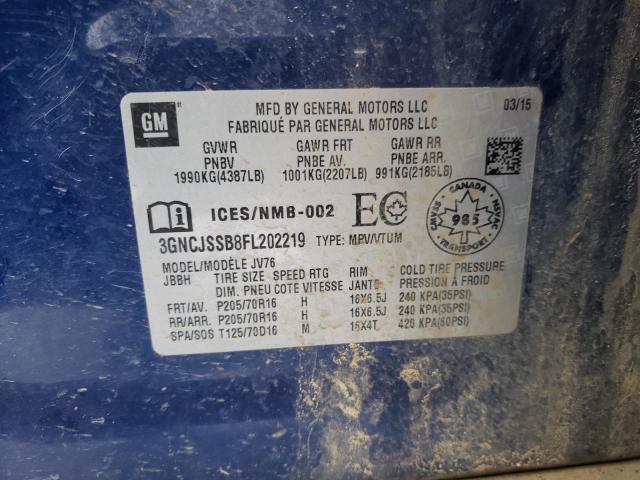 GM
MFD BY GENERAL MOTORS LLC 03/15
FABRIQUÉ PAR GENERAL MOTORS LLC
GVWR GAWR FRT GAWR RR
PNBV PNBE AV. PNBE ARR.
1990KG(4387LB) 1001KG(2207LB) 991KG(2185LB)
ICES/NMB-002 EC
CANADA
985
SVMAC NSVAC
3GNCJSSB8FL202219 TYPE: MPV/VTUM
MODEL/MODÈLE JV76
JBBH TIRE SIZE SPEED RTG RIM COLD TIRE PRESSURE
DIM. PNEU COTE VITESSE JANTE PRESSION À FROID
FRT/AV. P205/70R16 H 16X6.5J 240 KPA(35PSI)
RR/ARR. P205/70R16 H 16X6.5J 240 KPA(35PSI)
SPA/SOS T125/70D16 M 16X4T 420 KPA(60PSI)